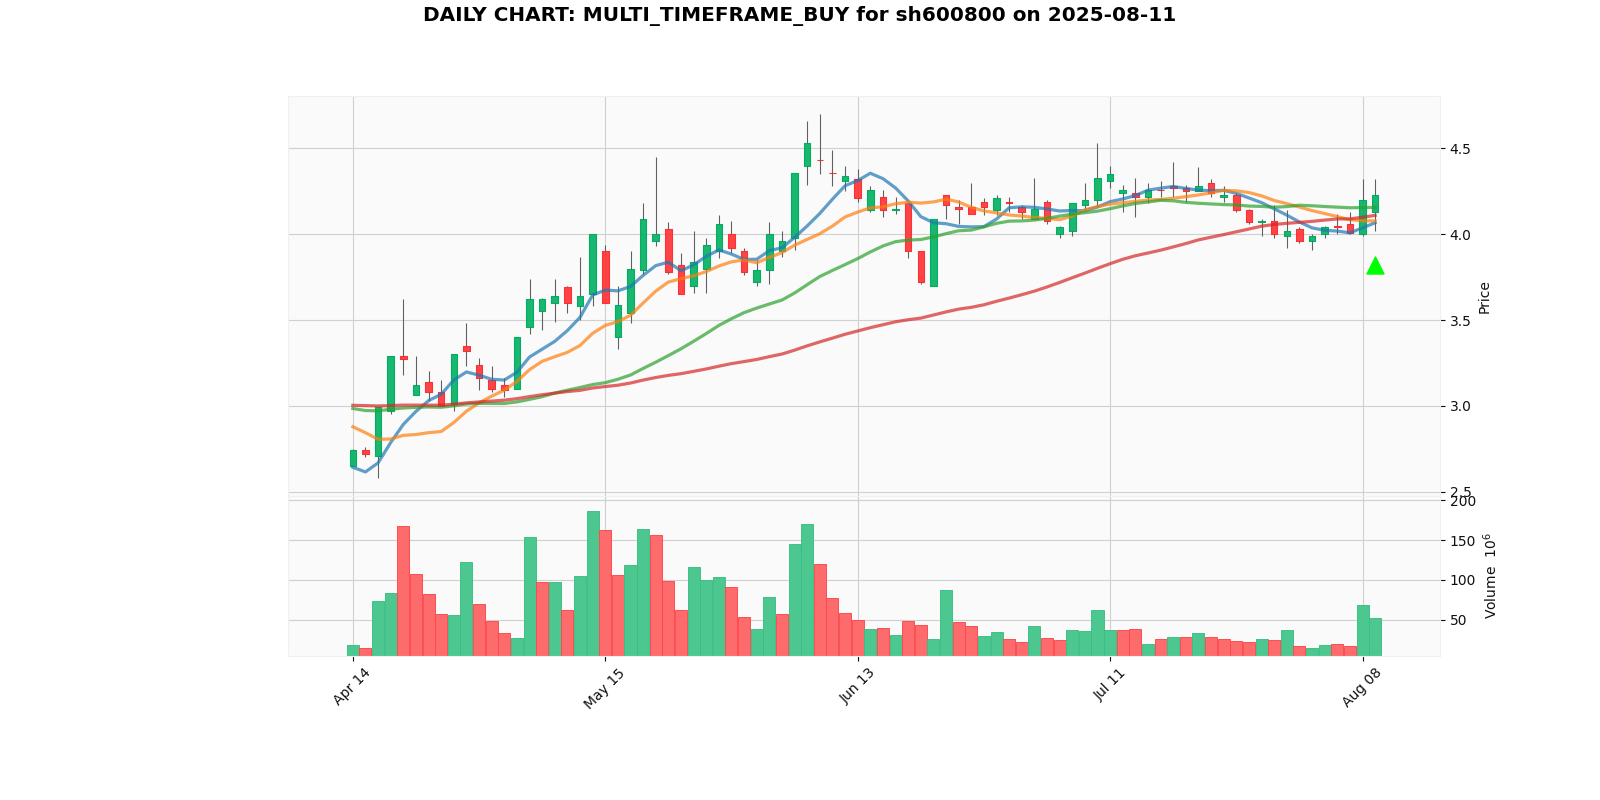 DAILY CHART: MULTI_TIMEFRAME_BUY for sh600800 on 2025-08-11
4.5
4.0
3.5
3.0
2.5
Price
200
150
100
50
Volume 10^6
Apr 14
May 15
Jun 13
Jul 11
Aug 08